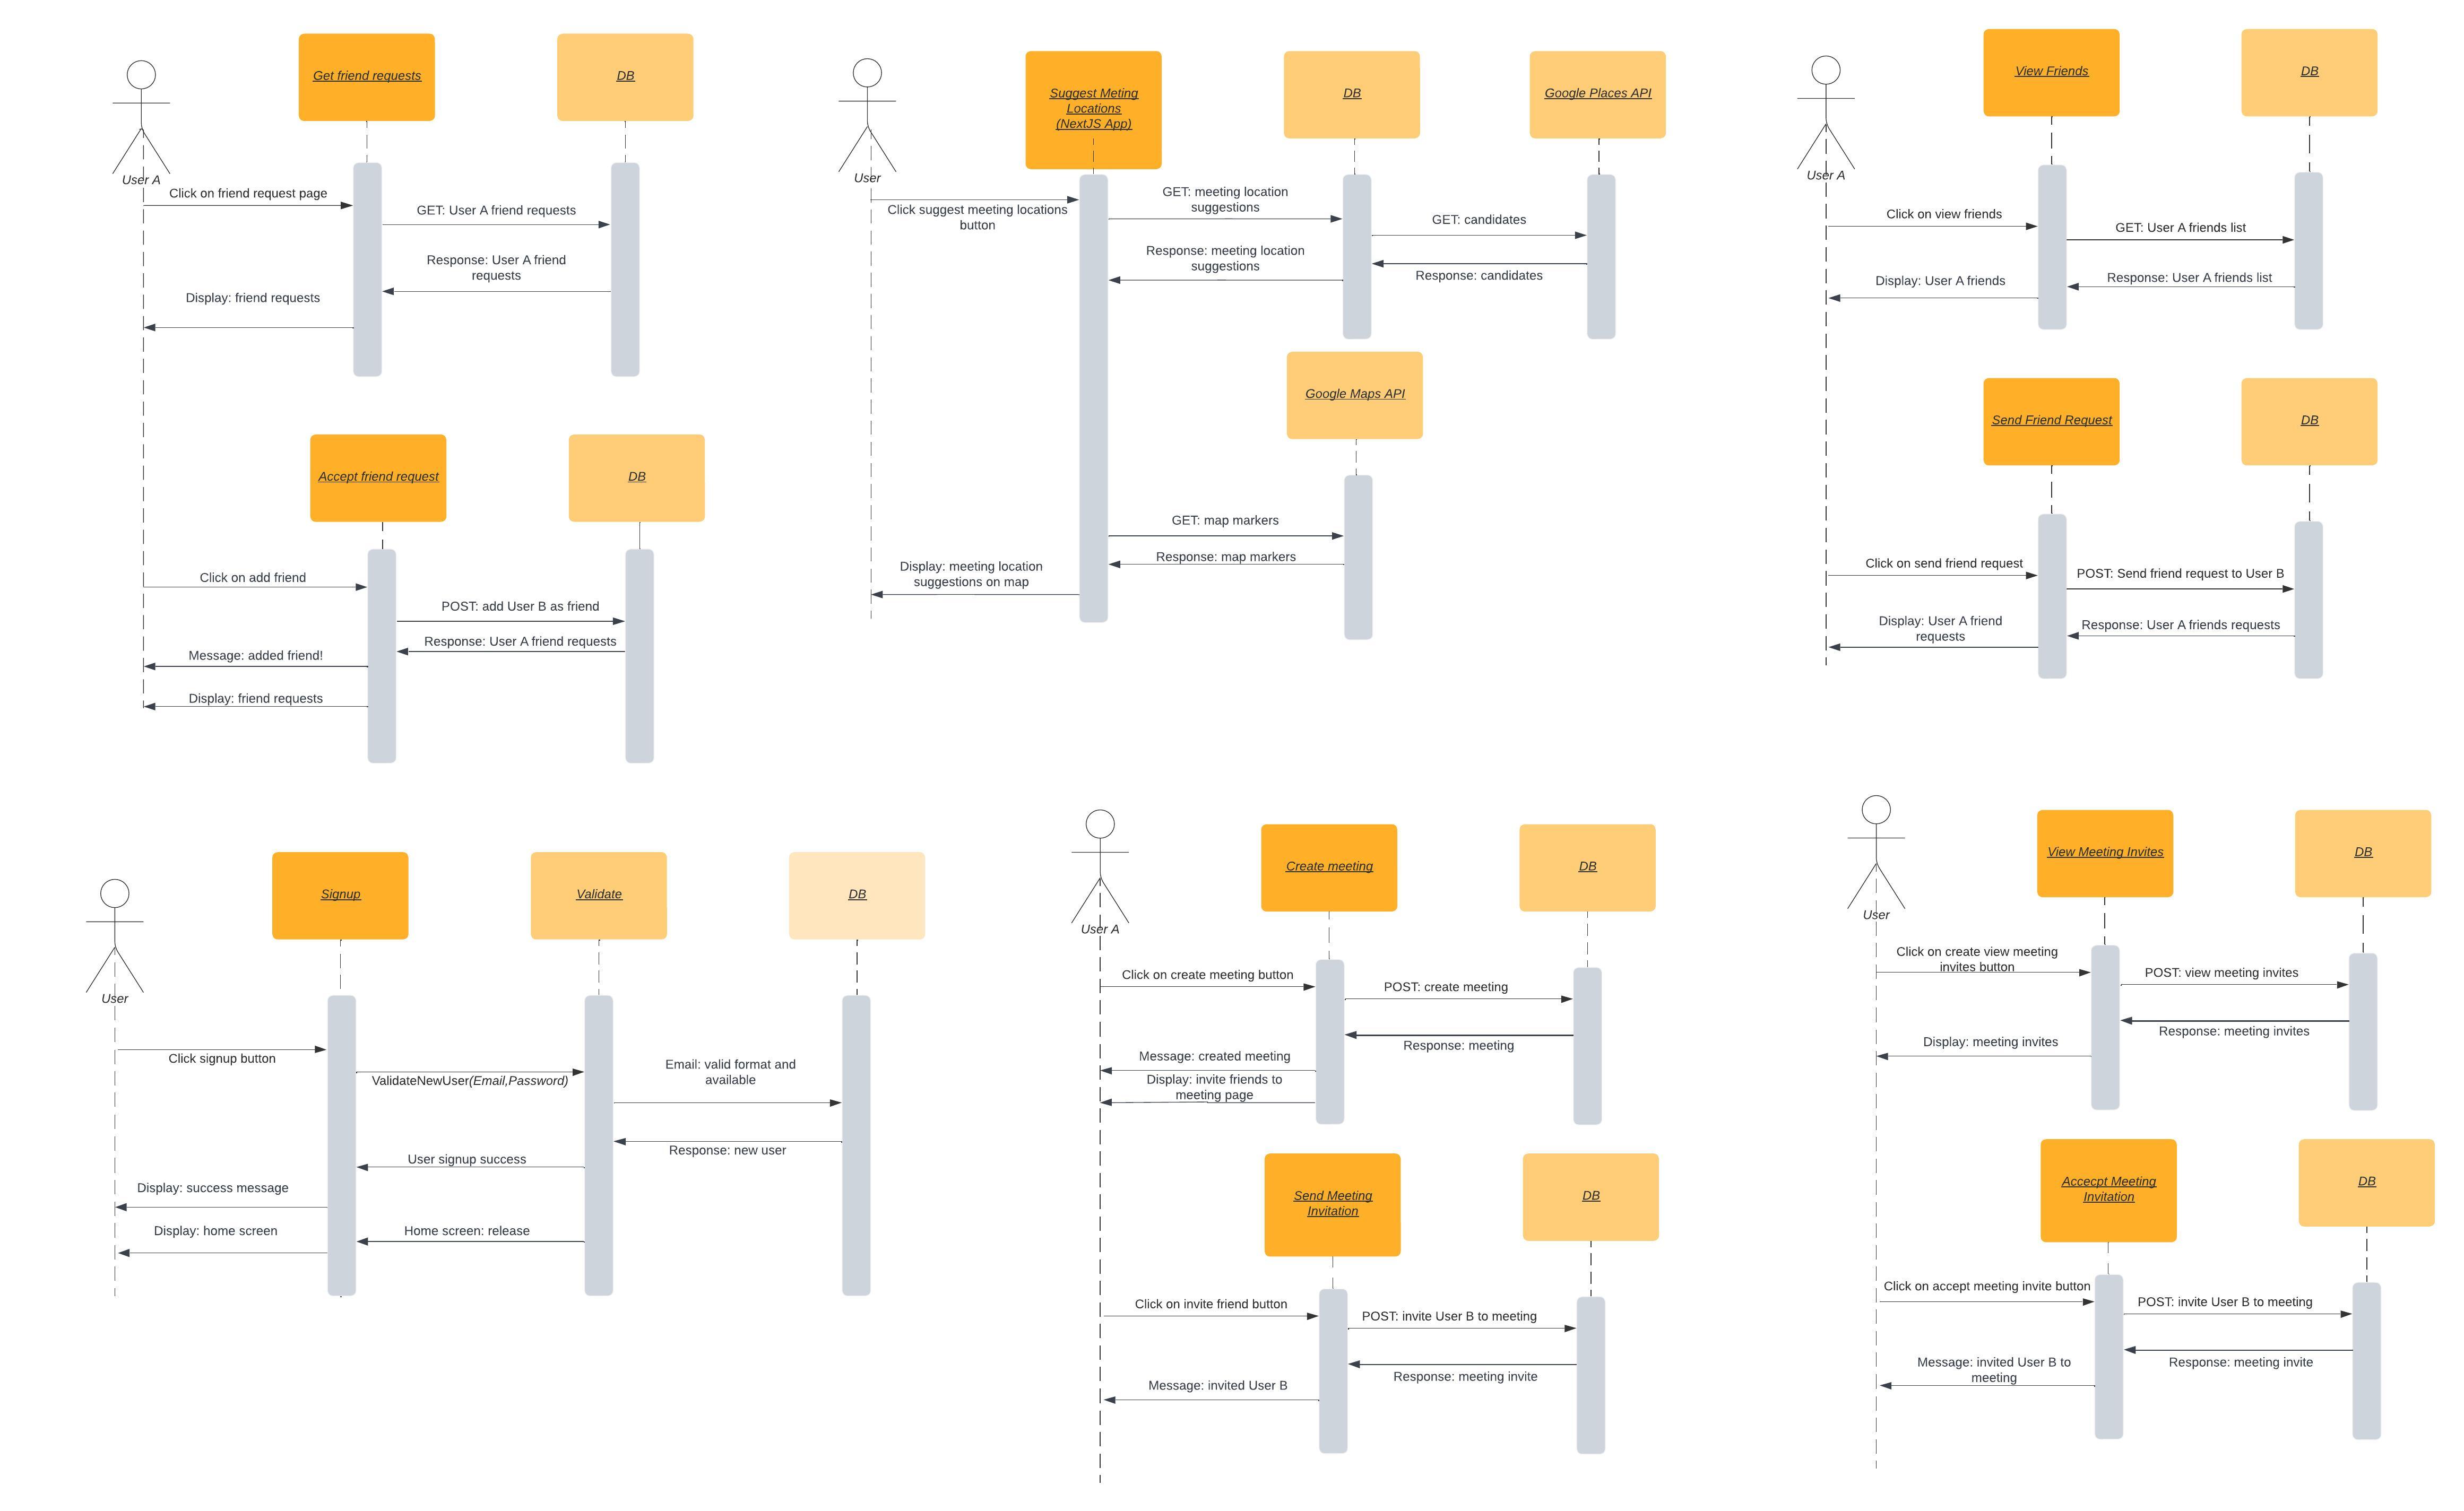 Get friend requests
DB
User A
Click on friend request page
GET: User A friend requests
Response: User A friend
requests
Display: friend requests
Accept friend request
DB
Click on add friend
POST: add User B as friend
Response: User A friend requests
Message: added friend!
Display: friend requests
Suggest Meting
Locations
(NextJS App)
DB
Google Places API
User
Click suggest meeting locations
button
GET: meeting location
suggestions
GET: candidates
Response: meeting location
suggestions
Response: candidates
Google Maps API
GET: map markers
Response: map markers
Display: meeting location
suggestions on map
View Friends
DB
User A
Click on view friends
GET: User A friends list
Display: User A friends
Response: User A friends list
Send Friend Request
DB
Click on send friend request
POST: Send friend request to User B
Display: User A friend
requests
Response: User A friends requests
Signup
Validate
DB
User
Click signup button
ValidateNewUser(Email,Password)
Email: valid format and
available
Response: new user
User signup success
Display: success message
Display: home screen
Home screen: release
Create meeting
DB
User A
Click on create meeting button
POST: create meeting
Response: meeting
Message: created meeting
Display: invite friends to
meeting page
Send Meeting
Invitation
DB
Click on invite friend button
POST: invite User B to meeting
Response: meeting invite
Message: invited User B
View Meeting Invites
DB
User
Click on create view meeting
invites button
POST: view meeting invites
Response: meeting invites
Display: meeting invites
Accecpt Meeting
Invitation
DB
Click on accept meeting invite button
POST: invite User B to meeting
Message: invited User B to
meeting
Response: meeting invite